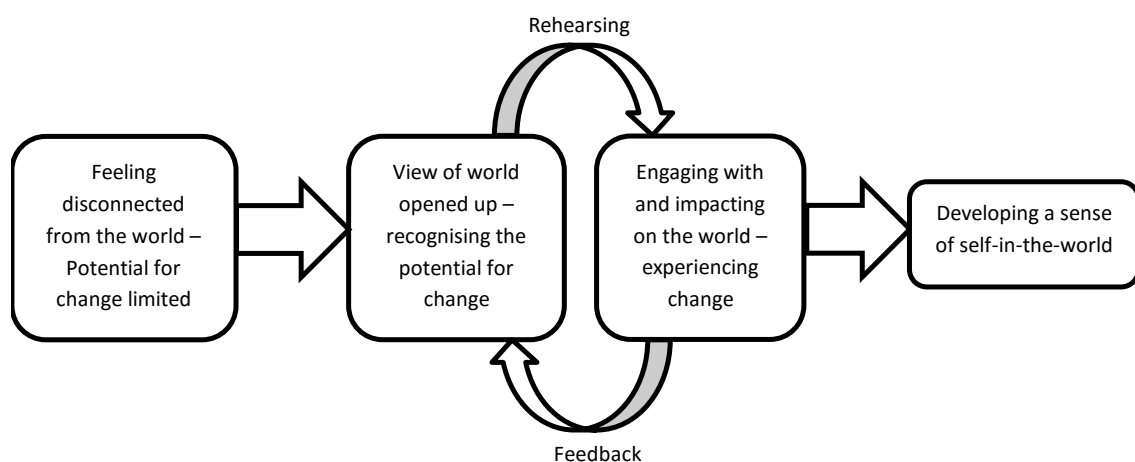 Rehearsing
Feeling
disconnected
from the world –
Potential for
change limited
View of world
opened up –
recognising the
potential for
change
Engaging with
and impacting
on the world –
experiencing
change
Developing a sense
of self-in-the-world
Feedback